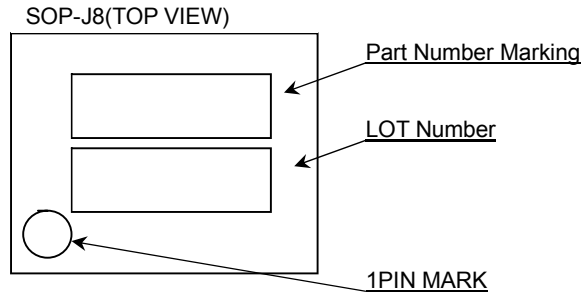 SOP-J8(TOP VIEW)
Part Number Marking
LOT Number
1PIN MARK